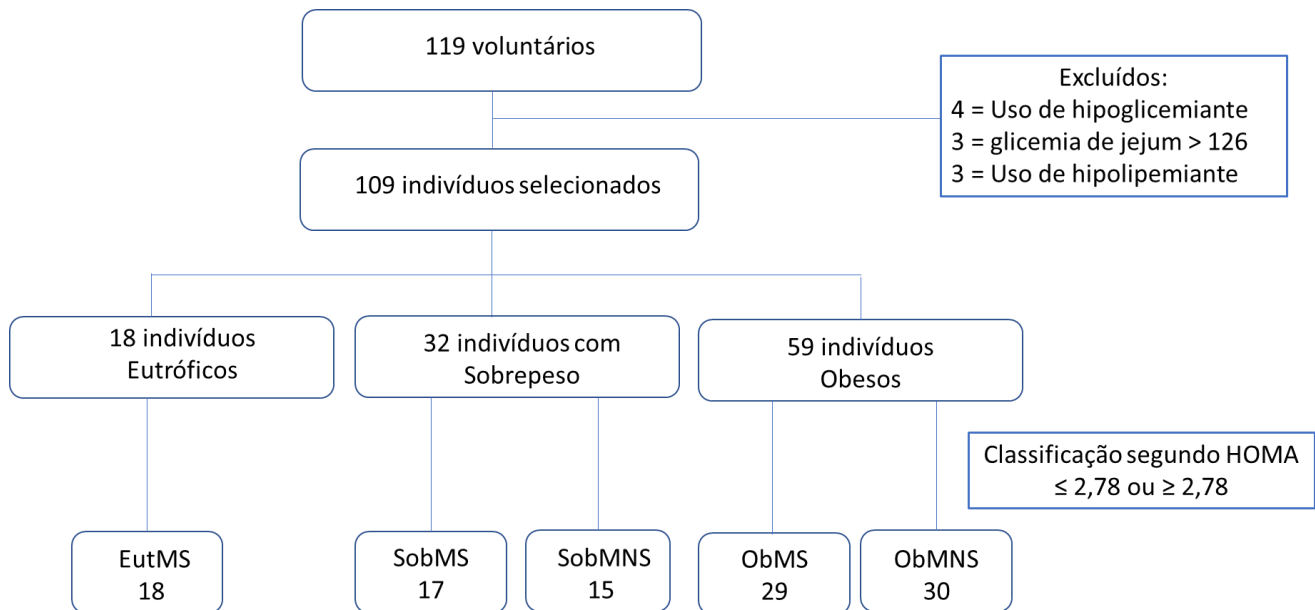 119 voluntários
Excluídos:
4 = Uso de hipoglicemiante
3 = glicemia de jejum > 126
3 = Uso de hipolipemiante
109 indivíduos selecionados
18 indivíduos
Eutróficos
32 indivíduos com
Sobrepeso
59 indivíduos
Obesos
Classificação segundo HOMA
≤ 2,78 ou ≥ 2,78
EutMS
18
SobMS
17
SobMNS
15
ObMS
29
ObMNS
30